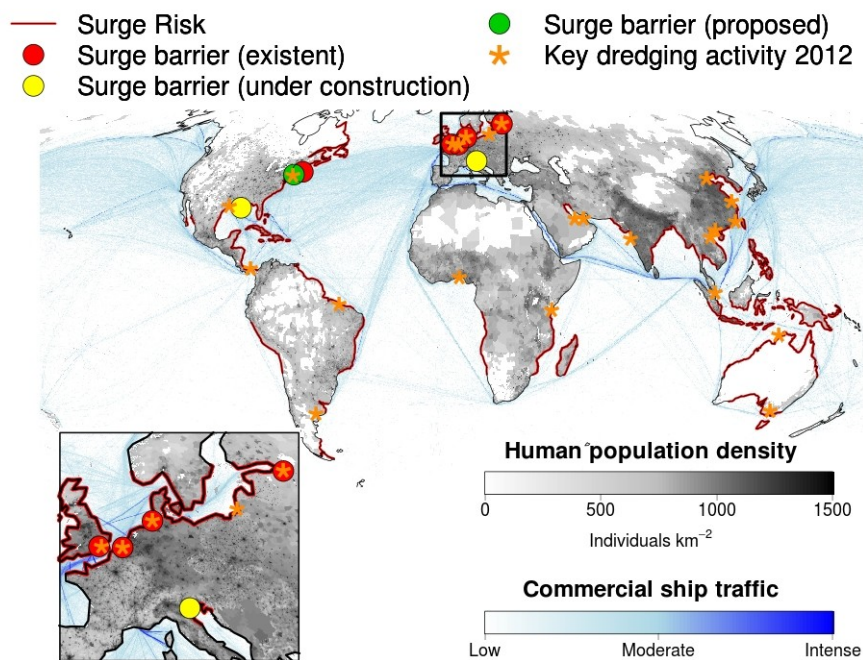 Surge Risk
Surge barrier (existent)
Surge barrier (under construction)
Surge barrier (proposed)
Key dredging activity 2012
Human population density
0 500 1000 1500
Individuals km⁻²
Commercial ship traffic
Low Moderate Intense